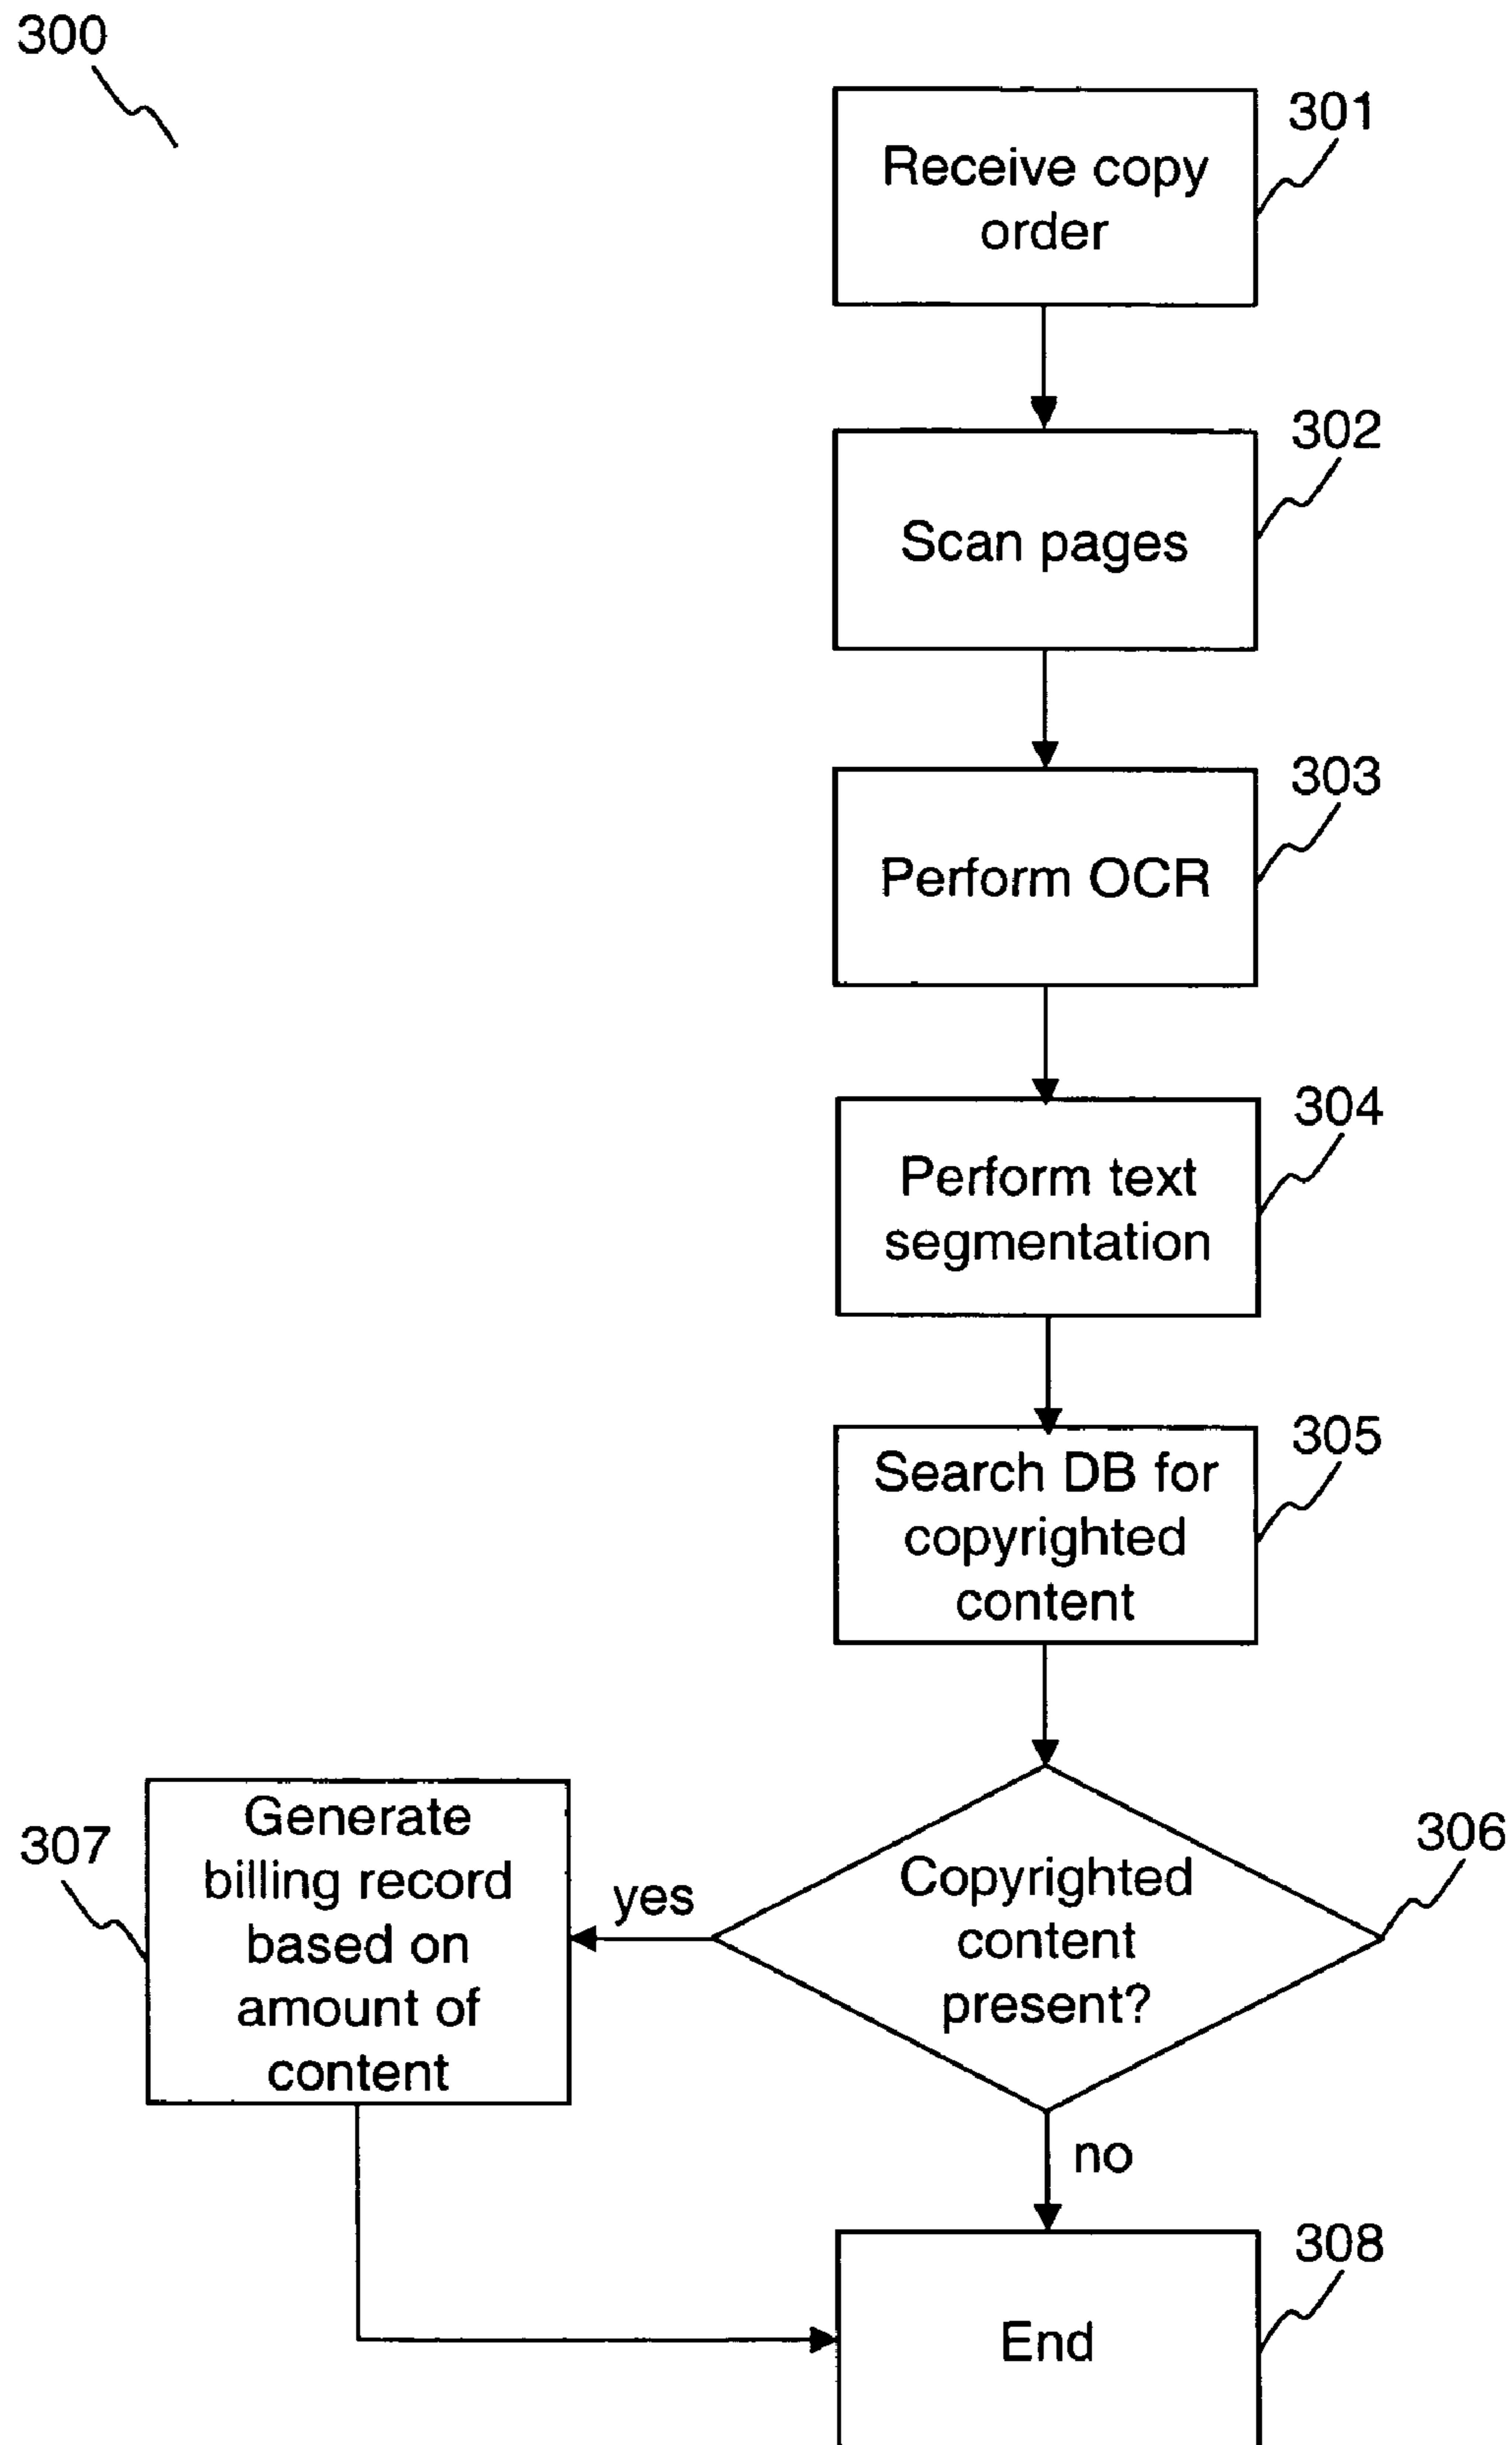 300
301
Receive copy
order
302
Scan pages
303
Perform OCR
304
Perform text
segmentation
305
Search DB for
copyrighted
content
306
Copyrighted
content
present?
yes
307
Generate
billing record
based on
amount of
content
no
308
End